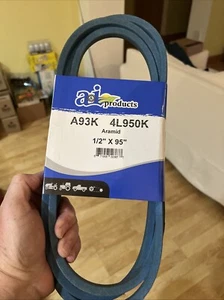 a&i
products
A93K 4L950K
Aramid
1/2" X 95"